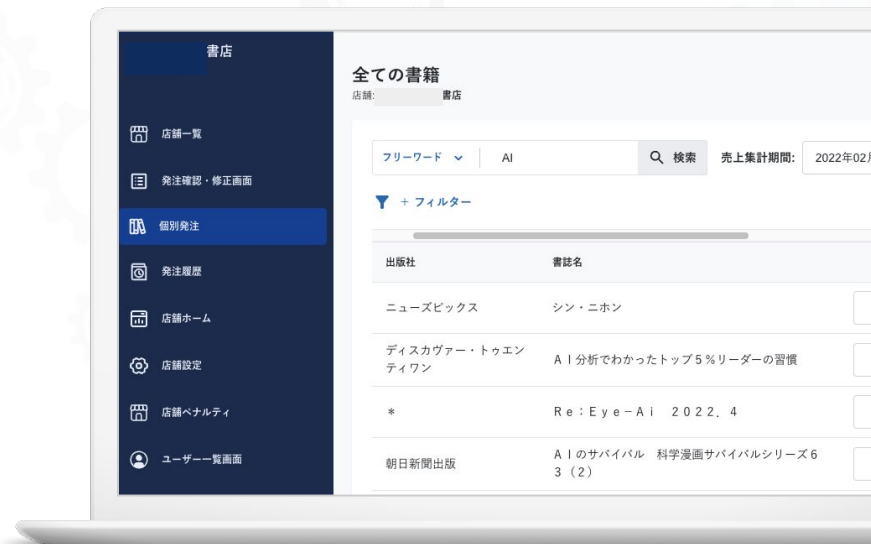 書店
店舗一覧
発注確認・修正画面
個別発注
発注履歴
店舗ホーム
店舗設定
店舗ペナルティ
ユーザー一覧画面
全ての書籍
店舗: 書店
フリーワード AI 検索 売上集計期間: 2022年02月
+ フィルター
出版社 書誌名
ニューズピックス シン・ニホン
ディスカヴァー・トゥエン
ティワン
ＡＩ分析でわかったトップ５％リーダーの習慣
* Ｒｅ：Ｅｙｅ－Ａｉ ２０２２．４
朝日新聞出版
ＡＩのサバイバル 科学漫画サバイバルシリーズ６
３（２）